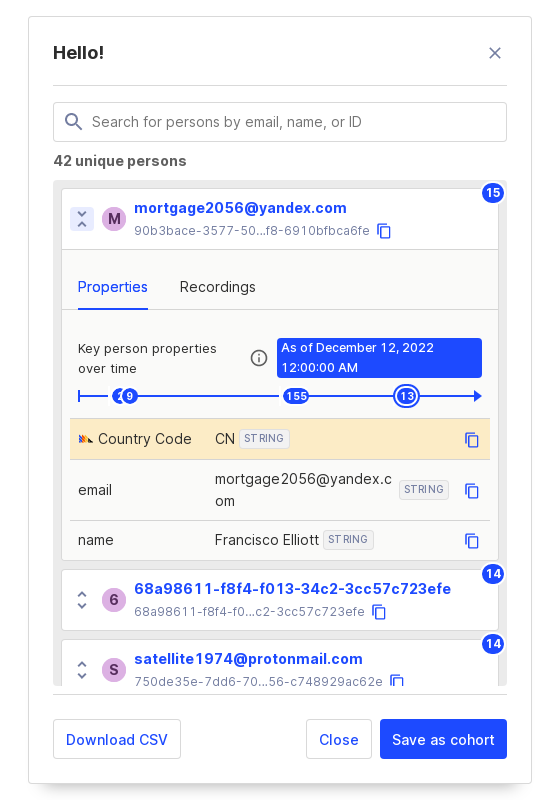 Hello!
Search for persons by email, name, or ID
42 unique persons
15
M
mortgage2056@yandex.com
90b3bace-3577-50...f8-6910bfbfca6fe
Properties
Recordings
Key person properties
over time
As of December 12, 2022
12:00:00 AM
9
155
13
Country Code
CN STRING
email
mortgage2056@yandex.c
om
STRING
name
Francisco Elliott STRING
14
6
68a98611-f8f4-f013-34c2-3cc57c723efe
68a98611-f8f4-f0...c2-3cc57c723efe
14
S
satellite1974@protonmail.com
750de35e-7dd6-70...56-c748929ac62e
Download CSV
Close
Save as cohort